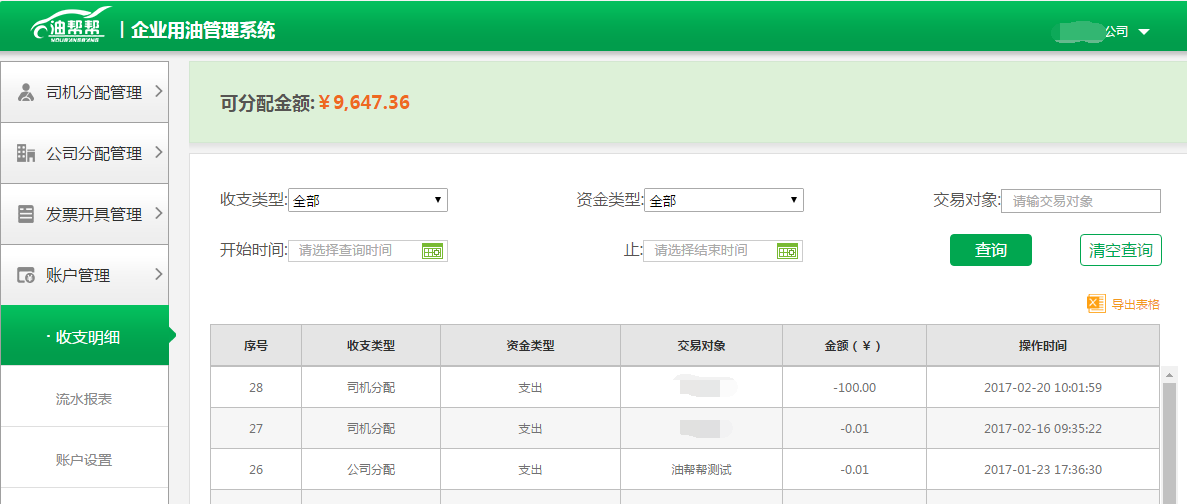 油帮帮 | 企业用油管理系统
公司
司机分配管理
公司分配管理
发票开具管理
账户管理
· 收支明细
流水报表
账户设置
可分配金额:￥9,647.36
收支类型: 全部 资金类型: 全部 交易对象: 请输交易对象
开始时间: 请选择查询时间 止: 请选择结束时间 查询 清空查询
导出表格
序号 收支类型 资金类型 交易对象 金额（￥） 操作时间
28 司机分配 支出 -100.00 2017-02-20 10:01:59
27 司机分配 支出 -0.01 2017-02-16 09:35:22
26 公司分配 支出 油帮帮测试 -0.01 2017-01-23 17:36:30